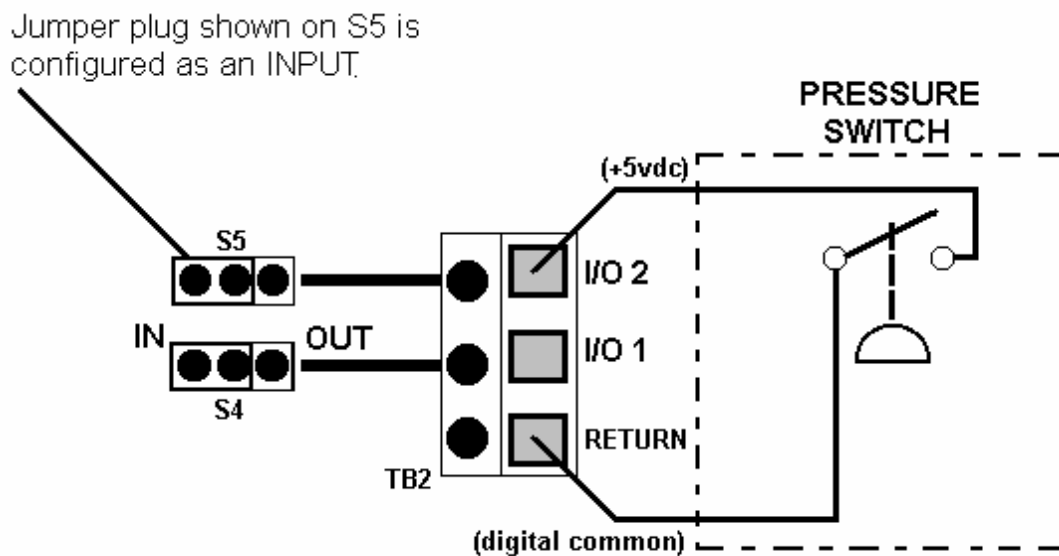 Jumper plug shown on S5 is
configured as an INPUT.
PRESSURE
SWITCH
(+5vdc)
S5
I/O 2
IN
OUT
I/O 1
S4
RETURN
TB2
(digital common)